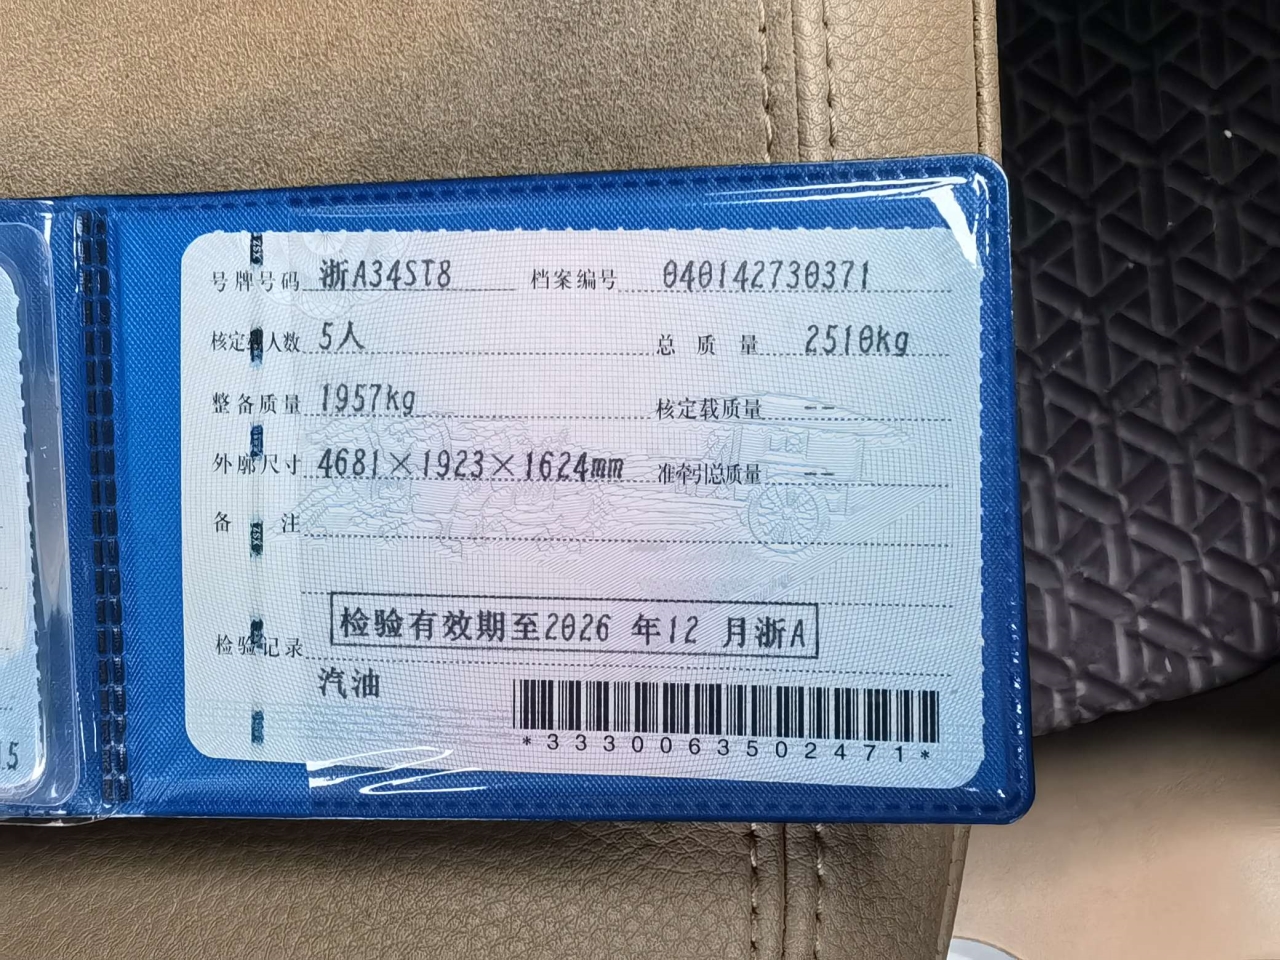 号牌号码 浙A34ST8 档案编号 040142730371
核定载人数 5人 总质量 2510kg
整备质量 1957kg 核定载质量 --
外廓尺寸 4681×1923×1624mm 准牵引总质量 --
备注
检验记录 检验有效期至2026 年12 月浙A
汽油
*3330063502471*